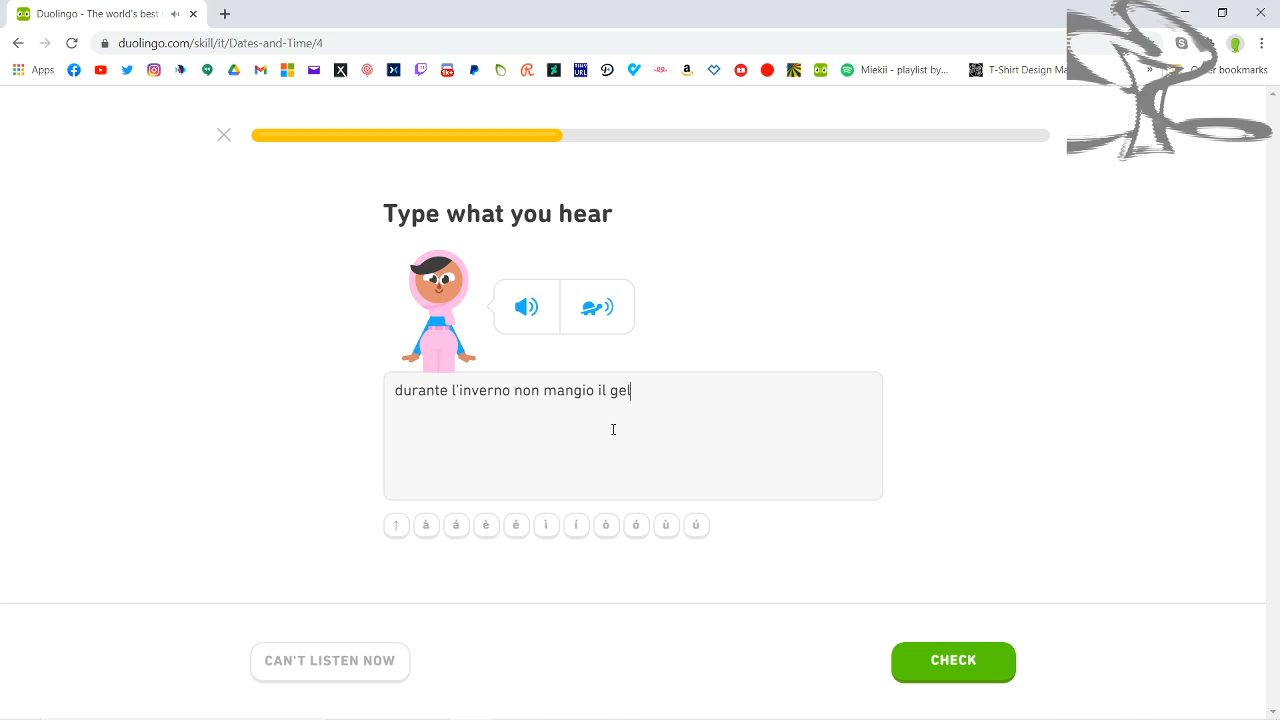 Duolingo - The world's best
duolingo.com/skill/it/Dates-and-Time/4
Apps
Miekii - playlist by...
T-Shirt Design Ma
»
er bookmarks
Type what you hear
durante l'inverno non mangio il gel
↑ à á è é ì í ò ó ù ú
CAN'T LISTEN NOW
CHECK